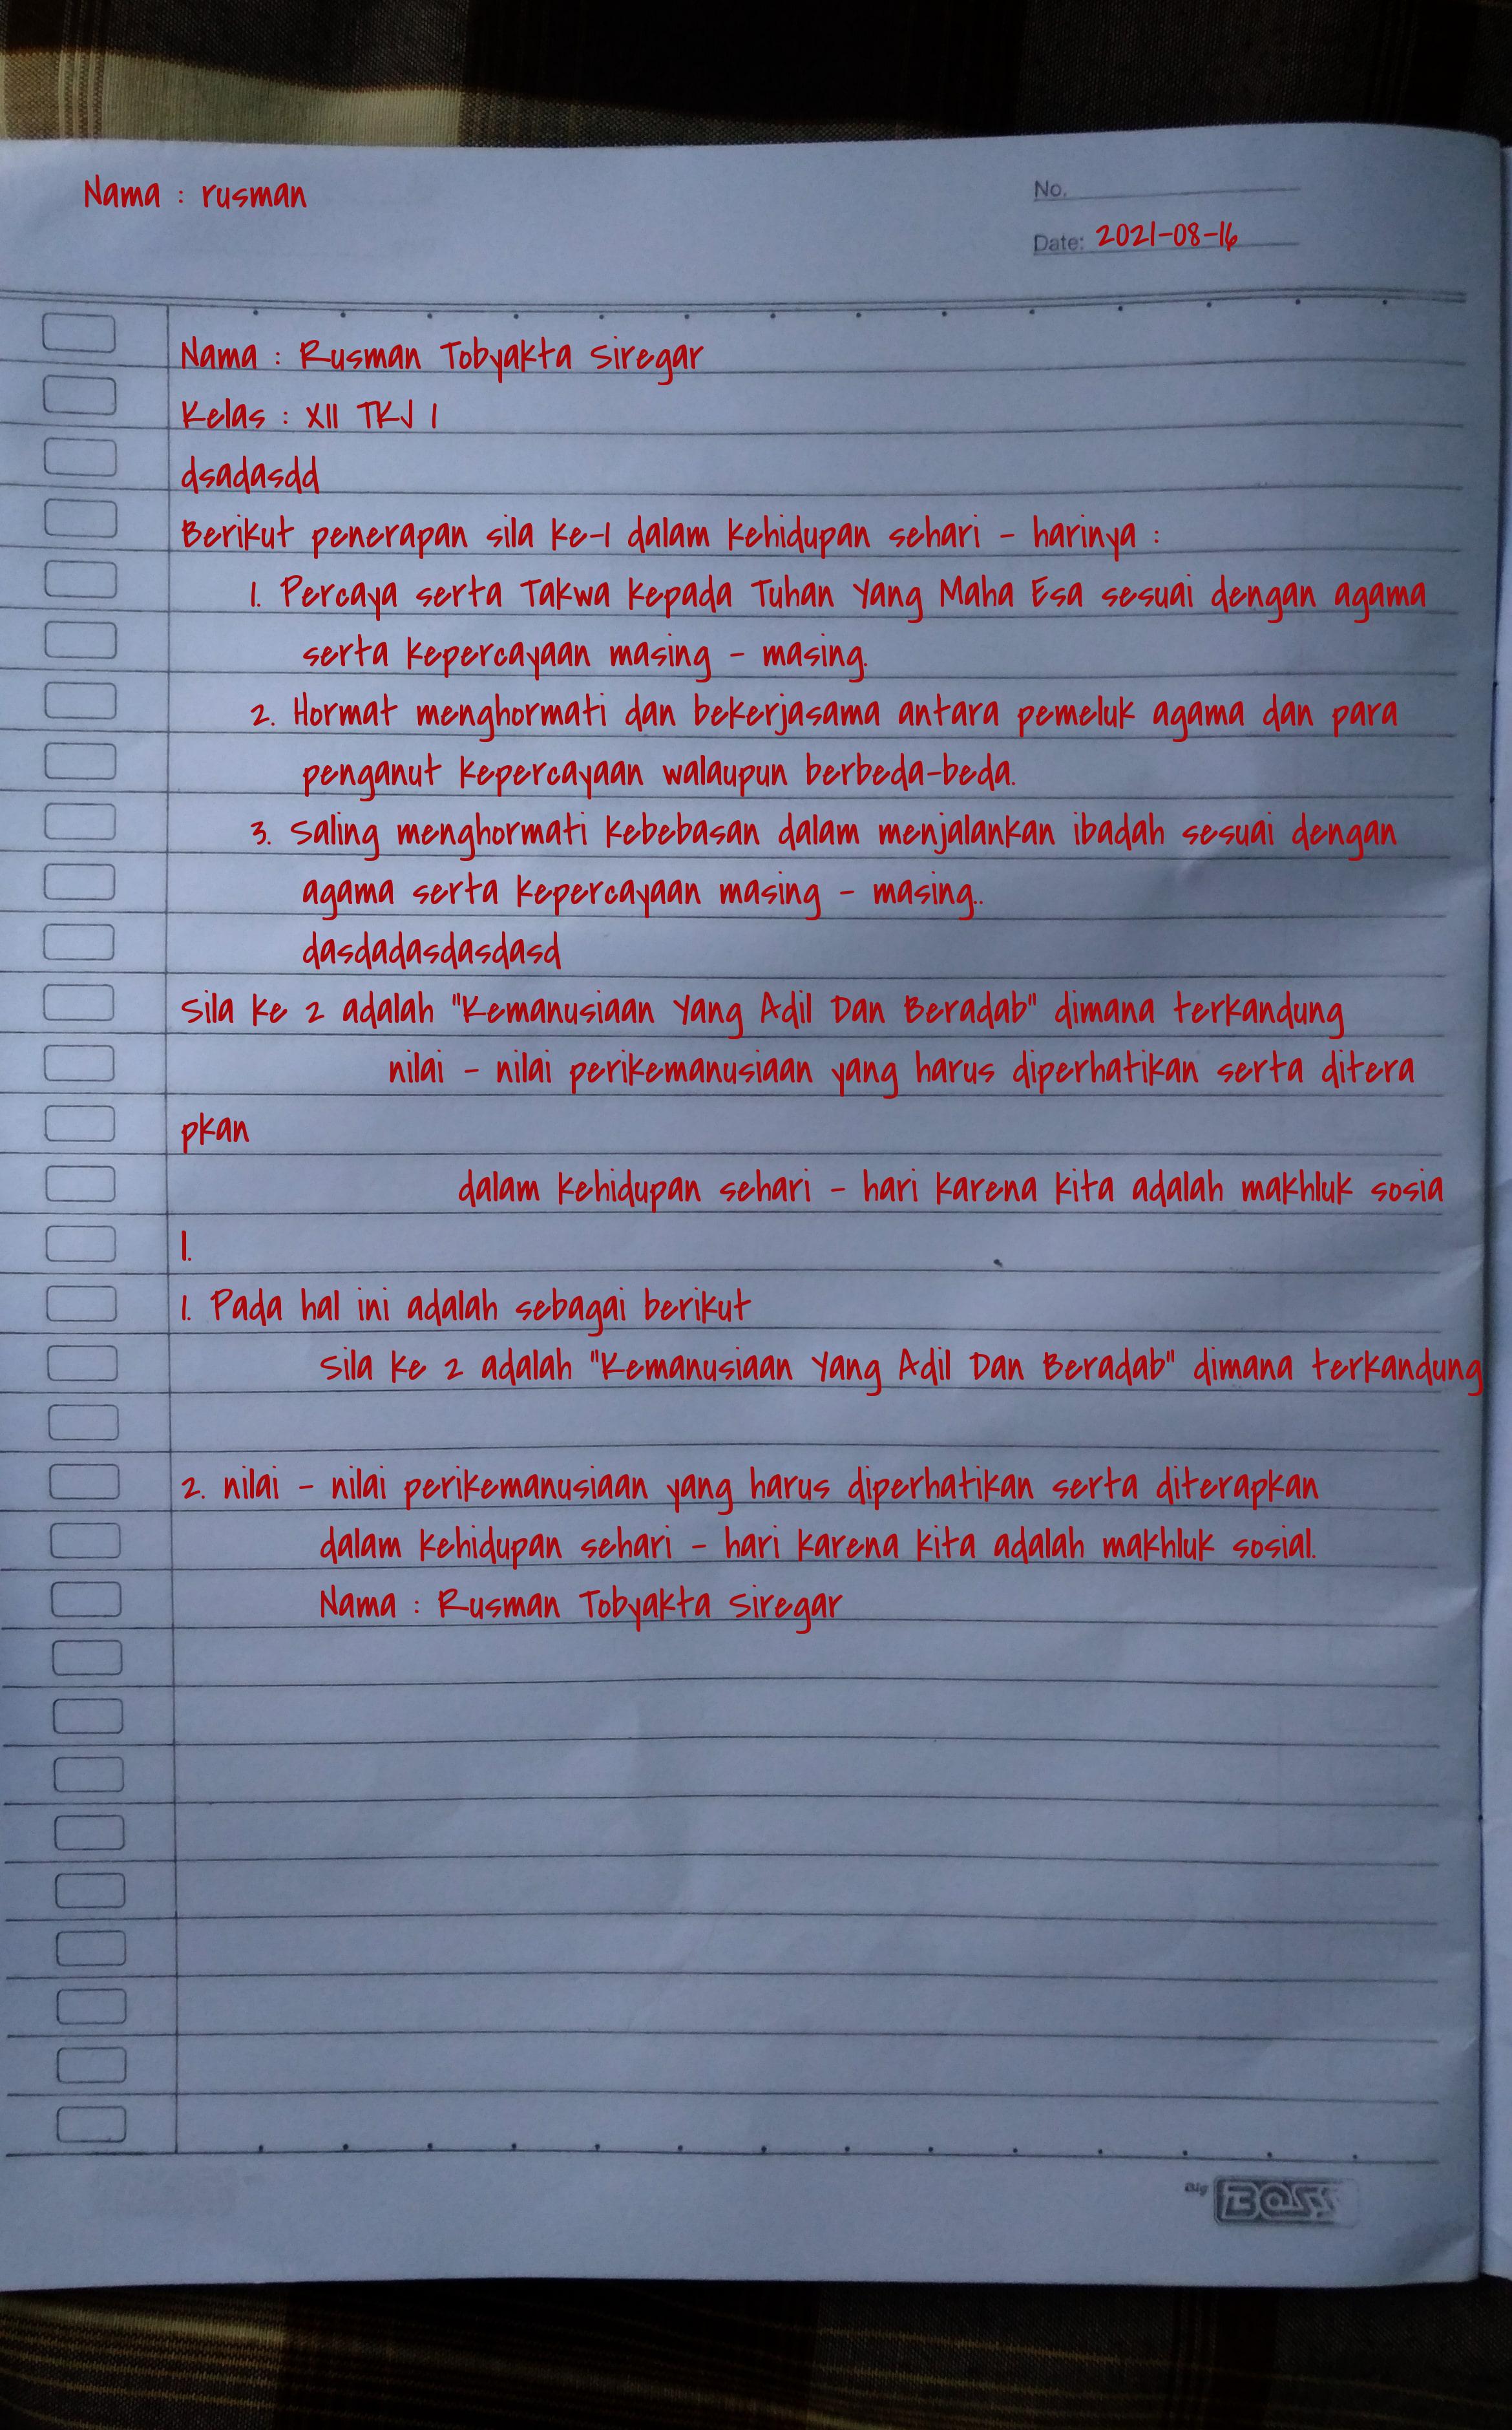 Nama : rusman
No.
Date: 2021-08-16
Nama : Rusman Tobyakta Siregar
Kelas : XII TKJ 1
dsadasdd
Berikut penerapan sila ke-1 dalam kehidupan sehari - harinya :
1. Percaya serta Takwa kepada Tuhan Yang Maha Esa sesuai dengan agama
serta kepercayaan masing - masing.
2. Hormat menghormati dan bekerjasama antara pemeluk agama dan para
penganut kepercayaan walaupun berbeda-beda.
3. Saling menghormati kebebasan dalam menjalankan ibadah sesuai dengan
agama serta kepercayaan masing - masing..
dasdadasdasdasd
Sila ke 2 adalah "Kemanusiaan Yang Adil Dan Beradab" dimana terkandung
nilai - nilai perikemanusiaan yang harus diperhatikan serta ditera
pkan
dalam kehidupan sehari - hari karena kita adalah makhluk sosia
l.
1. Pada hal ini adalah sebagai berikut
Sila ke 2 adalah "Kemanusiaan Yang Adil Dan Beradab" dimana terkandung
2. nilai - nilai perikemanusiaan yang harus diperhatikan serta diterapkan
dalam kehidupan sehari - hari karena kita adalah makhluk sosial.
Nama : Rusman Tobyakta Siregar
Big BOSS